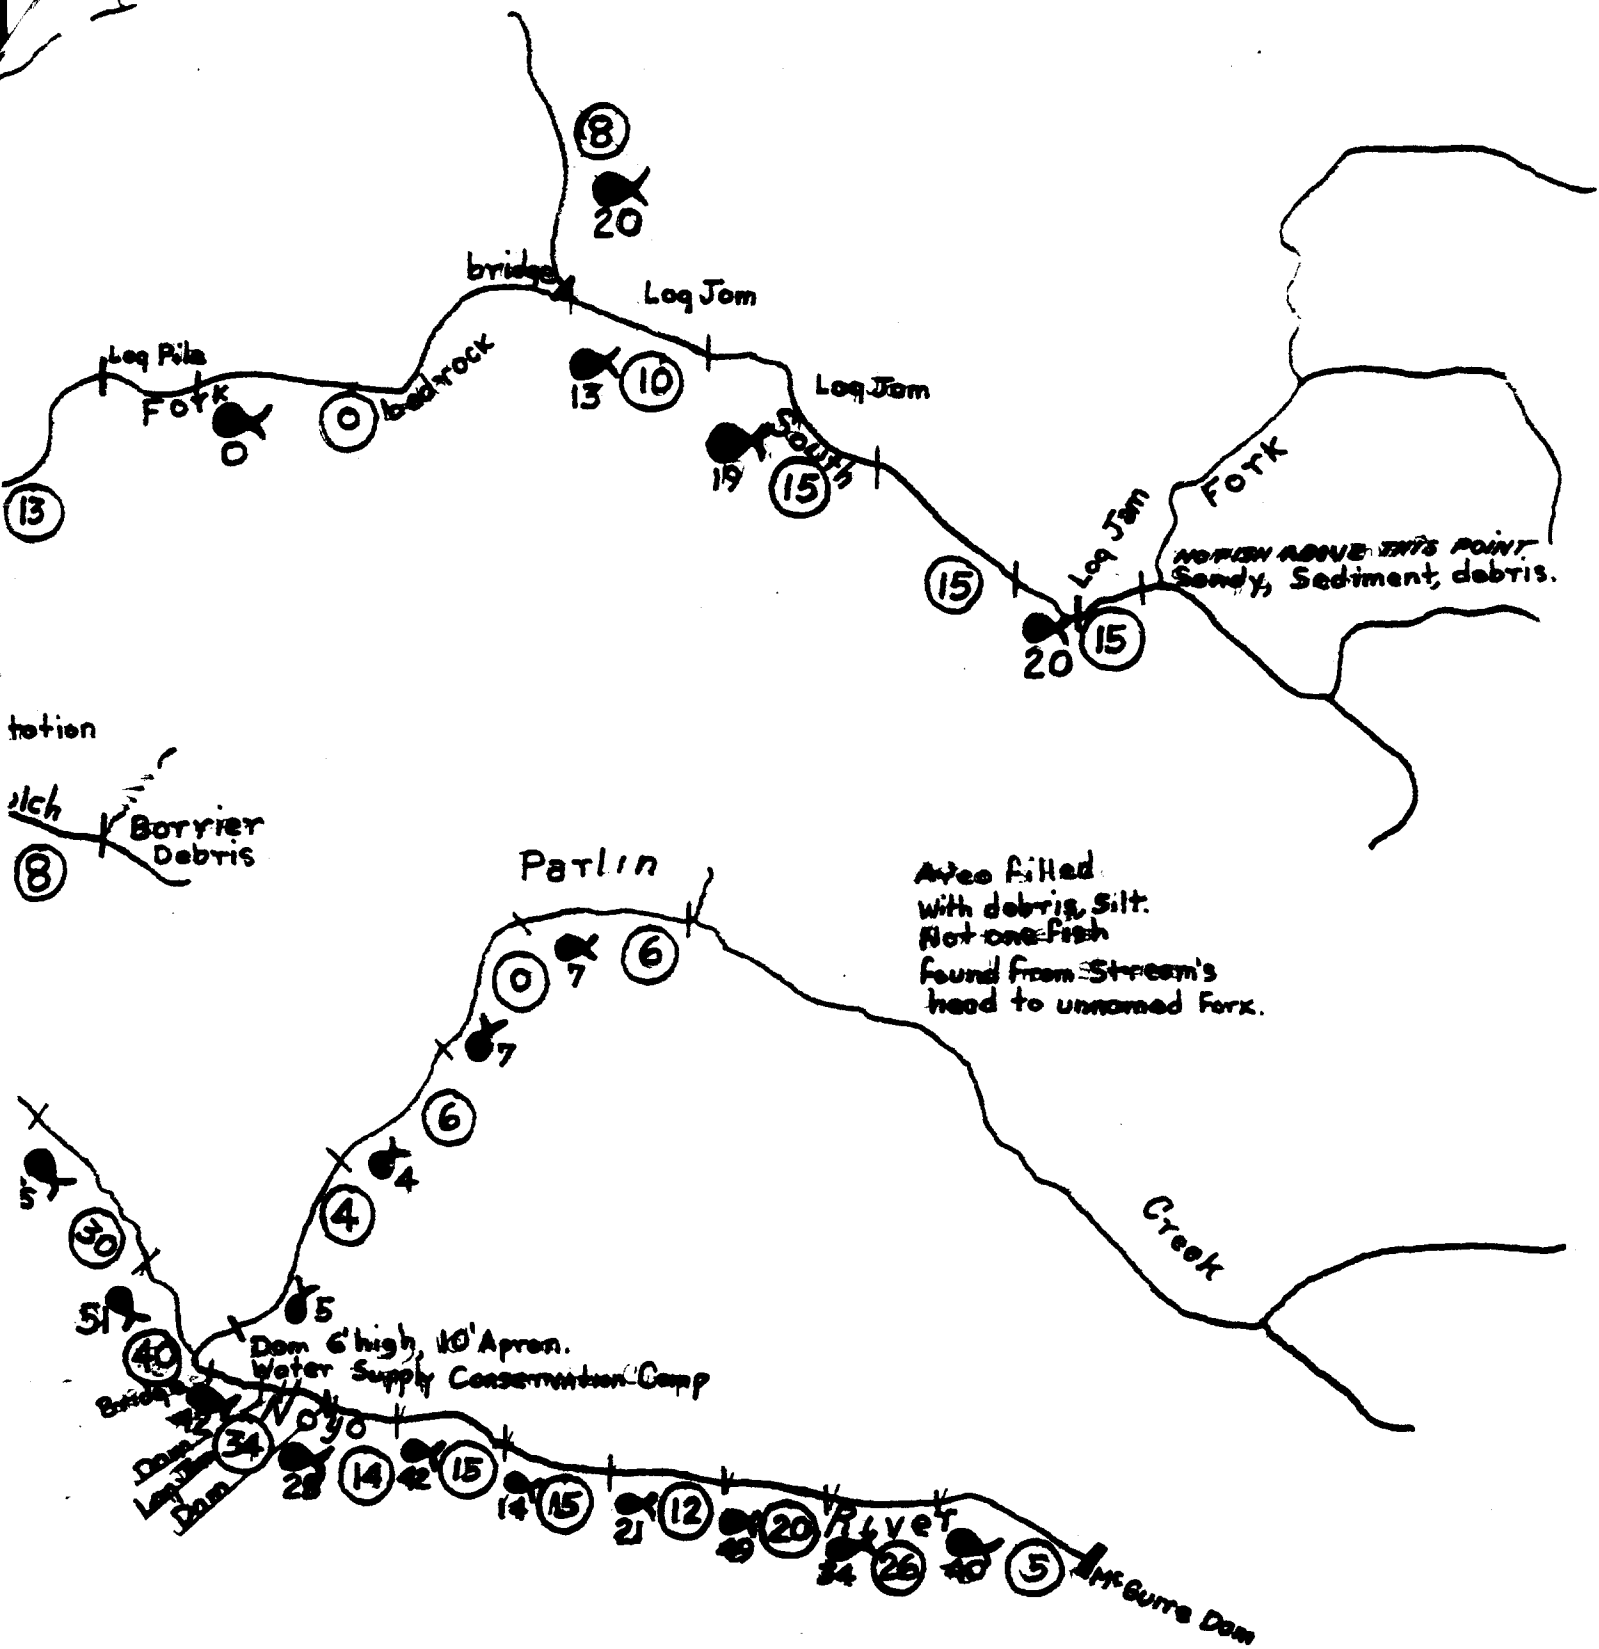 8
20
bridge
Log Jam
Log Pile
Fork
0
0
bedrock
13
10
Log Jam
South
19
15
13
15
Log Jam
Fork
NO FISH ABOVE THIS POINT
Sandy, Sediment, debris.
20
15
tation
lch
Barrier
Debris
8
Parlin
Area filled
with debris, silt.
Not one fish
found from Stream's
head to unnamed Fork.
0
7
6
7
6
4
4
5
30
Creek
51
5
40
Dam 6' high, 10' Apron.
Water Supply Conservation Camp
Bridge
42
Noyo
34
Dam
Log Jam
Dam
28
14
42
15
14
15
21
12
49
20
River
34
26
40
5
McGuire Dam